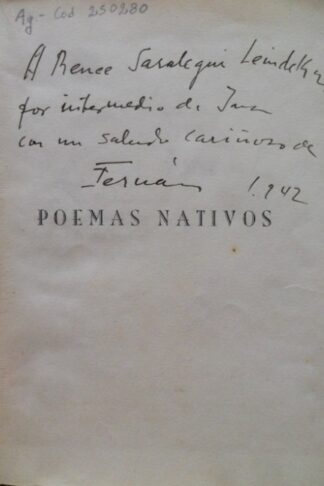 Ag.- Cod 250280
A Renee Saralegui Leindekar
por intermedio de
con un saludo cariñoso de
Fernán 1.942
POEMAS NATIVOS